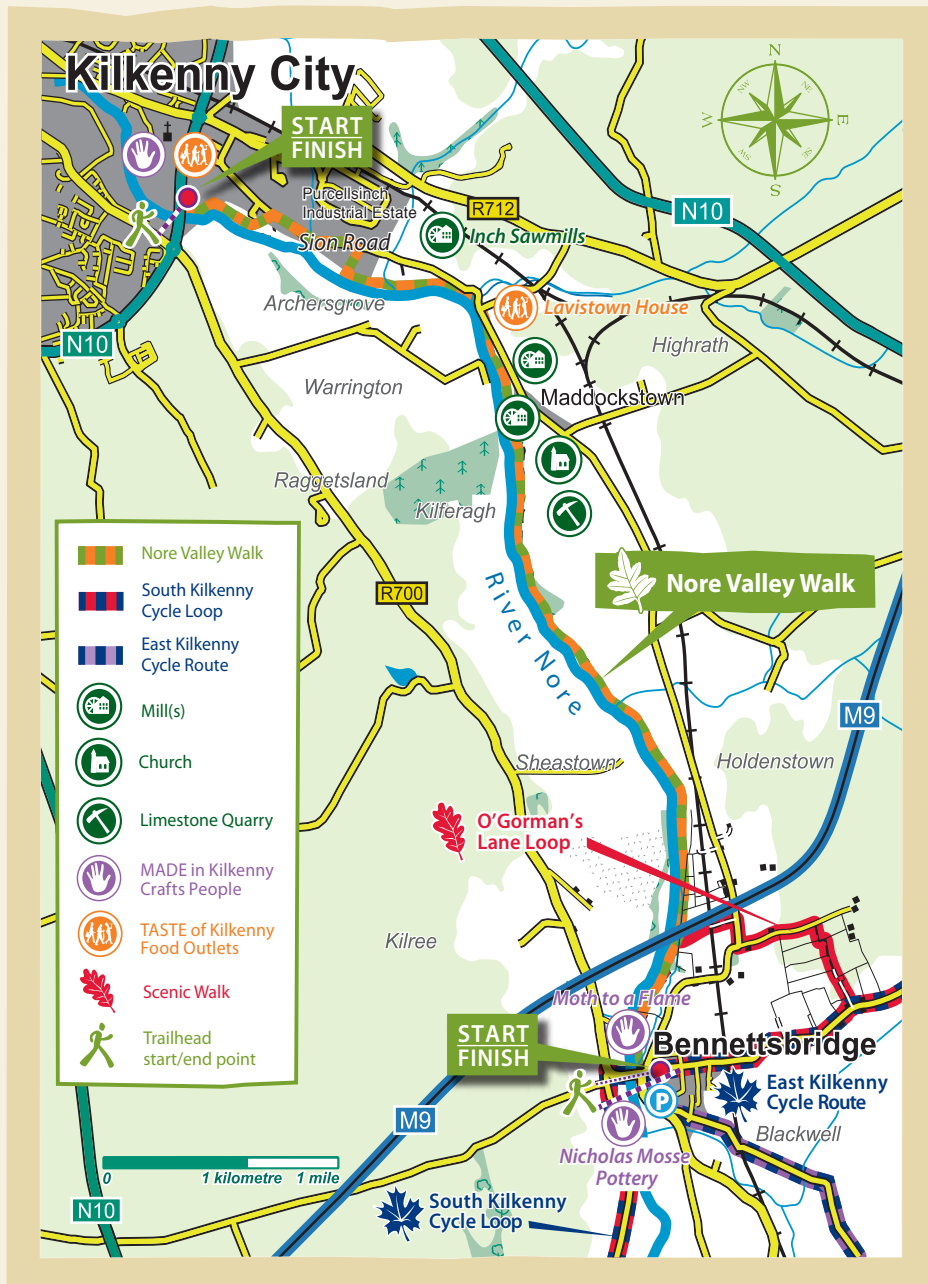 Kilkenny City
START
FINISH
N
NE
E
SE
S
SW
W
NW
Purcellsinch
Industrial Estate
R712
N10
Sion Road
Inch Sawmills
Archersgrove
Lavistown House
N10
Highrath
Warrington
Maddockstown
Raggetsland
Kilferagh
Nore Valley Walk
South Kilkenny
Cycle Loop
East Kilkenny
Cycle Route
Mill(s)
Church
Limestone Quarry
MADE in Kilkenny
Crafts People
TASTE of Kilkenny
Food Outlets
Scenic Walk
Trailhead
start/end point
R700
River Nore
Nore Valley Walk
M9
Sheastown
Holdenstown
O'Gorman's
Lane Loop
Kilree
Moth to a Flame
START
FINISH
Bennettsbridge
P
East Kilkenny
Cycle Route
M9
Blackwell
Nicholas Mosse
Pottery
0 1 kilometre 1 mile
N10
South Kilkenny
Cycle Loop